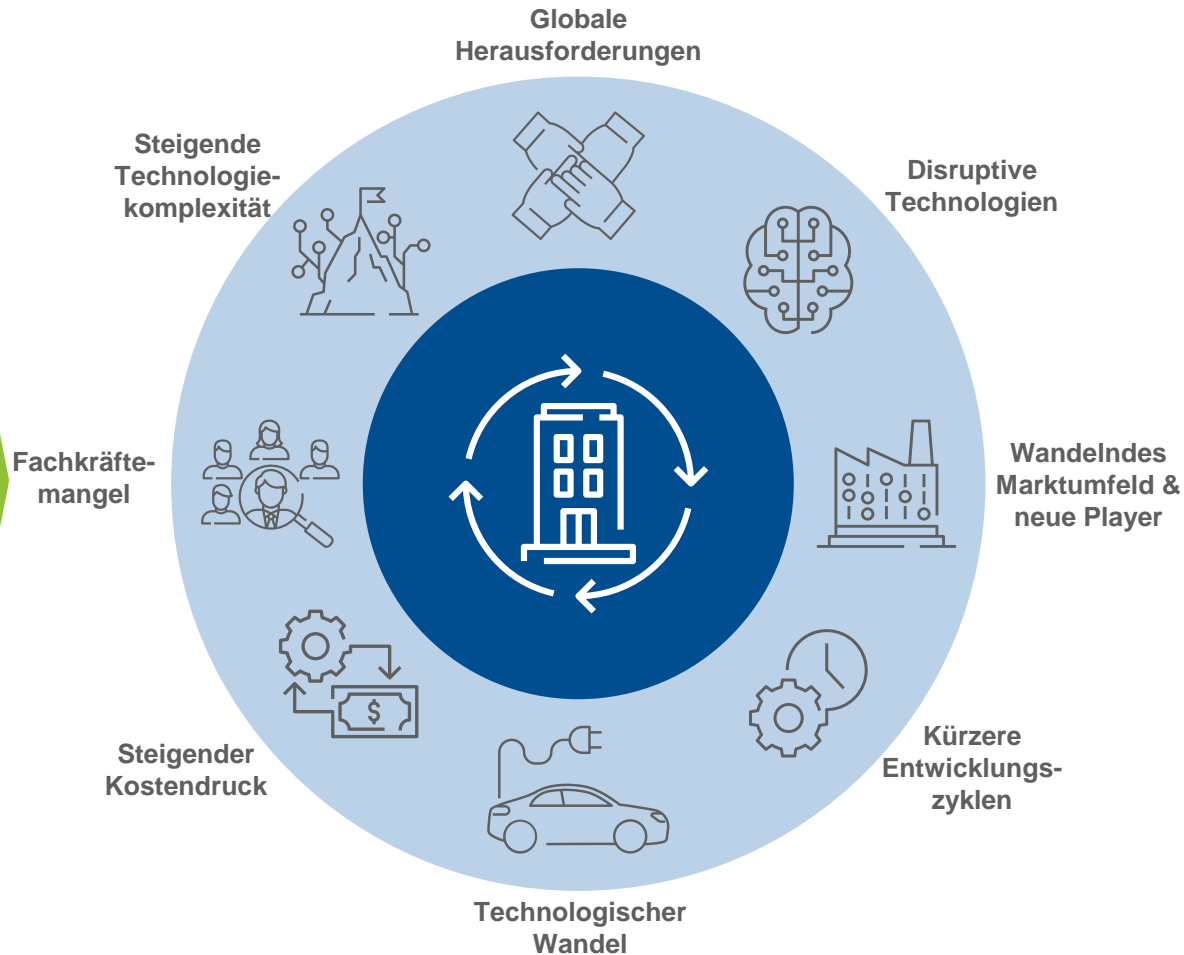 Globale
Herausforderungen
Steigende
Technologie-
komplexität
Disruptive
Technologien
Fachkräfte-
mangel
Wandelndes
Marktumfeld &
neue Player
Steigender
Kostendruck
$
Kürzere
Entwicklungs-
zyklen
Technologischer
Wandel